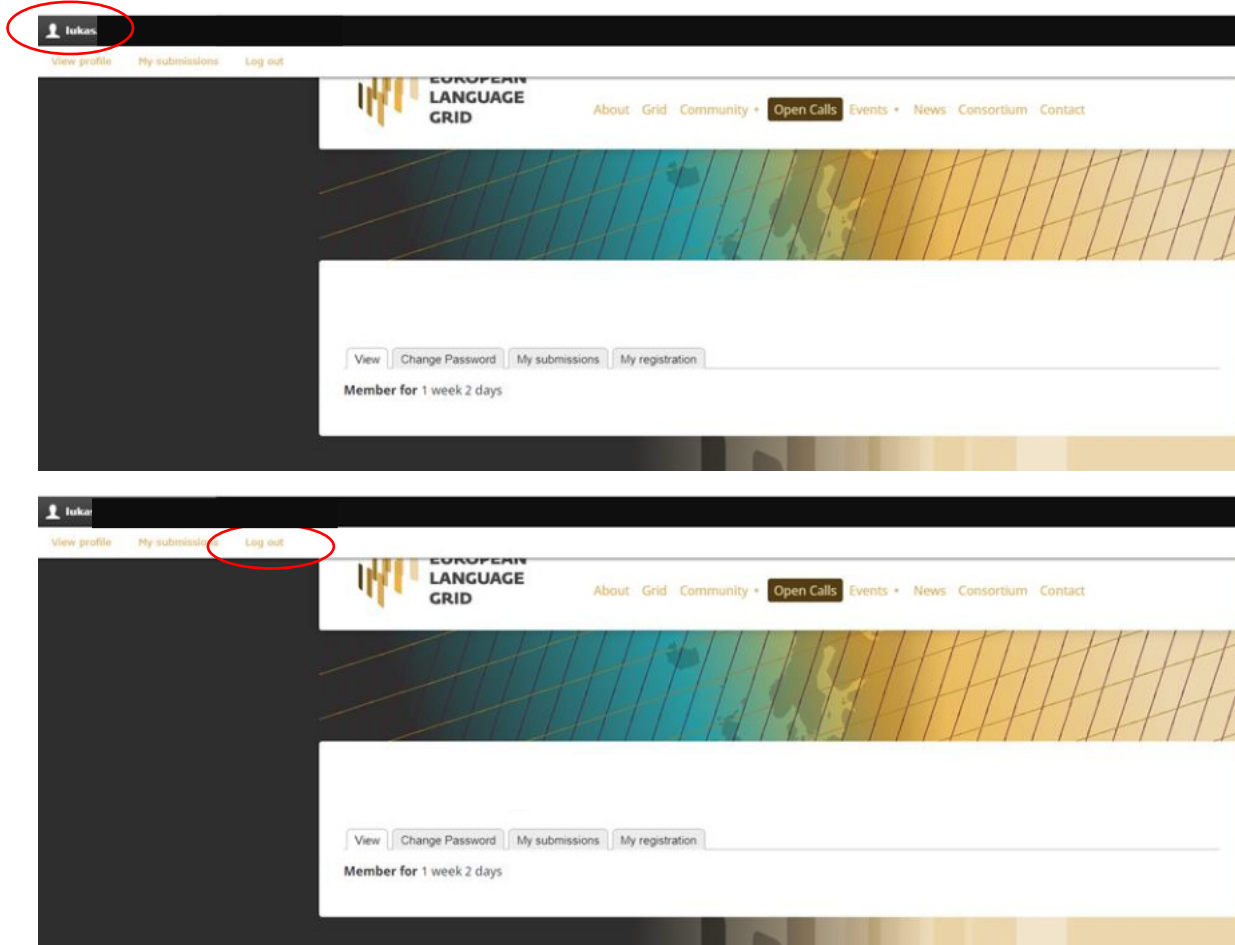 lukas.
View profile My submissions Log out
EUROPEAN
LANGUAGE
GRID
About Grid Community Open Calls Events News Consortium Contact
View Change Password My submissions My registration
Member for 1 week 2 days
lukas
View profile My submissions Log out
EUROPEAN
LANGUAGE
GRID
About Grid Community Open Calls Events News Consortium Contact
View Change Password My submissions My registration
Member for 1 week 2 days